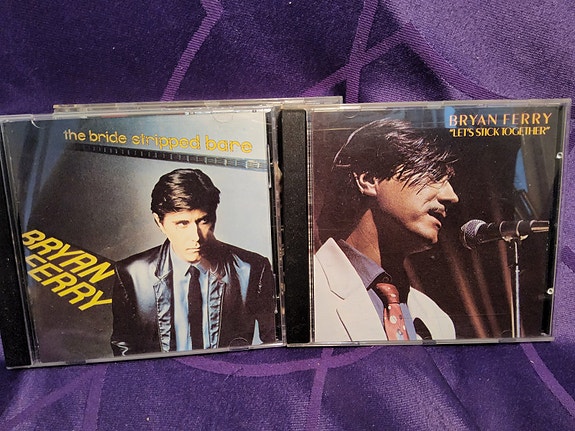 the bride stripped bare
BRYAN
FERRY
BRYAN FERRY
"LET'S STICK TOGETHER"